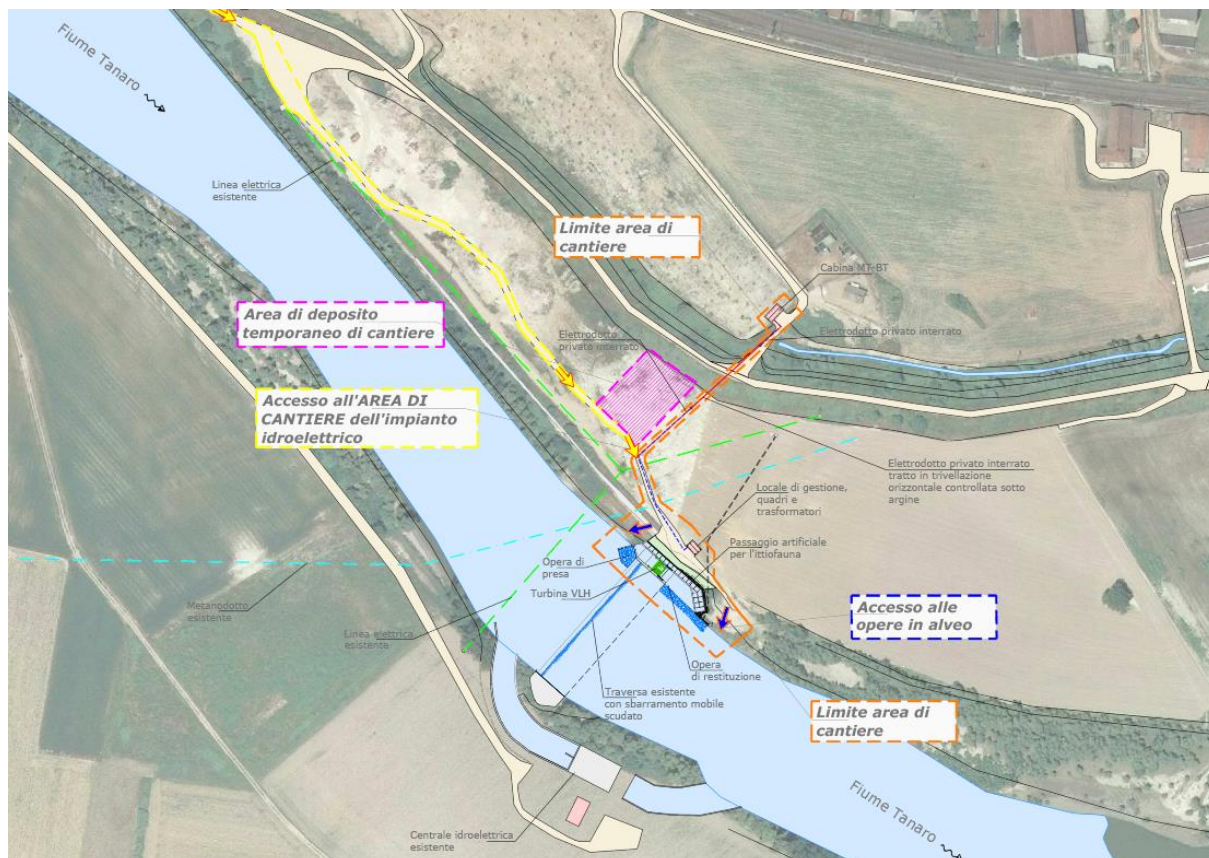 Fiume Tanaro
Linea elettrica
esistente
Limite area di
cantiere
Cabina MT-BT
Area di deposito
temporaneo di cantiere
Elettrodotto
privato interrato
Elettrodotto privato interrato
Accesso all'AREA DI
CANTIERE dell'impianto
idroelettrico
Elettrodotto privato interrato
tratto in trivellazione
orizzontale controllata sotto
argine
Locale di gestione,
quadri e
trasformatori
Passaggio artificiale
per l'ittiofauna
Opera di
presa
Turbina VLH
Metanodotto
esistente
Linea elettrica
esistente
Accesso alle
opere in alveo
Opera
di restituzione
Traversa esistente
con sbarramento mobile
scudato
Limite area di
cantiere
Fiume Tanaro
Centrale idroelettrica
esistente